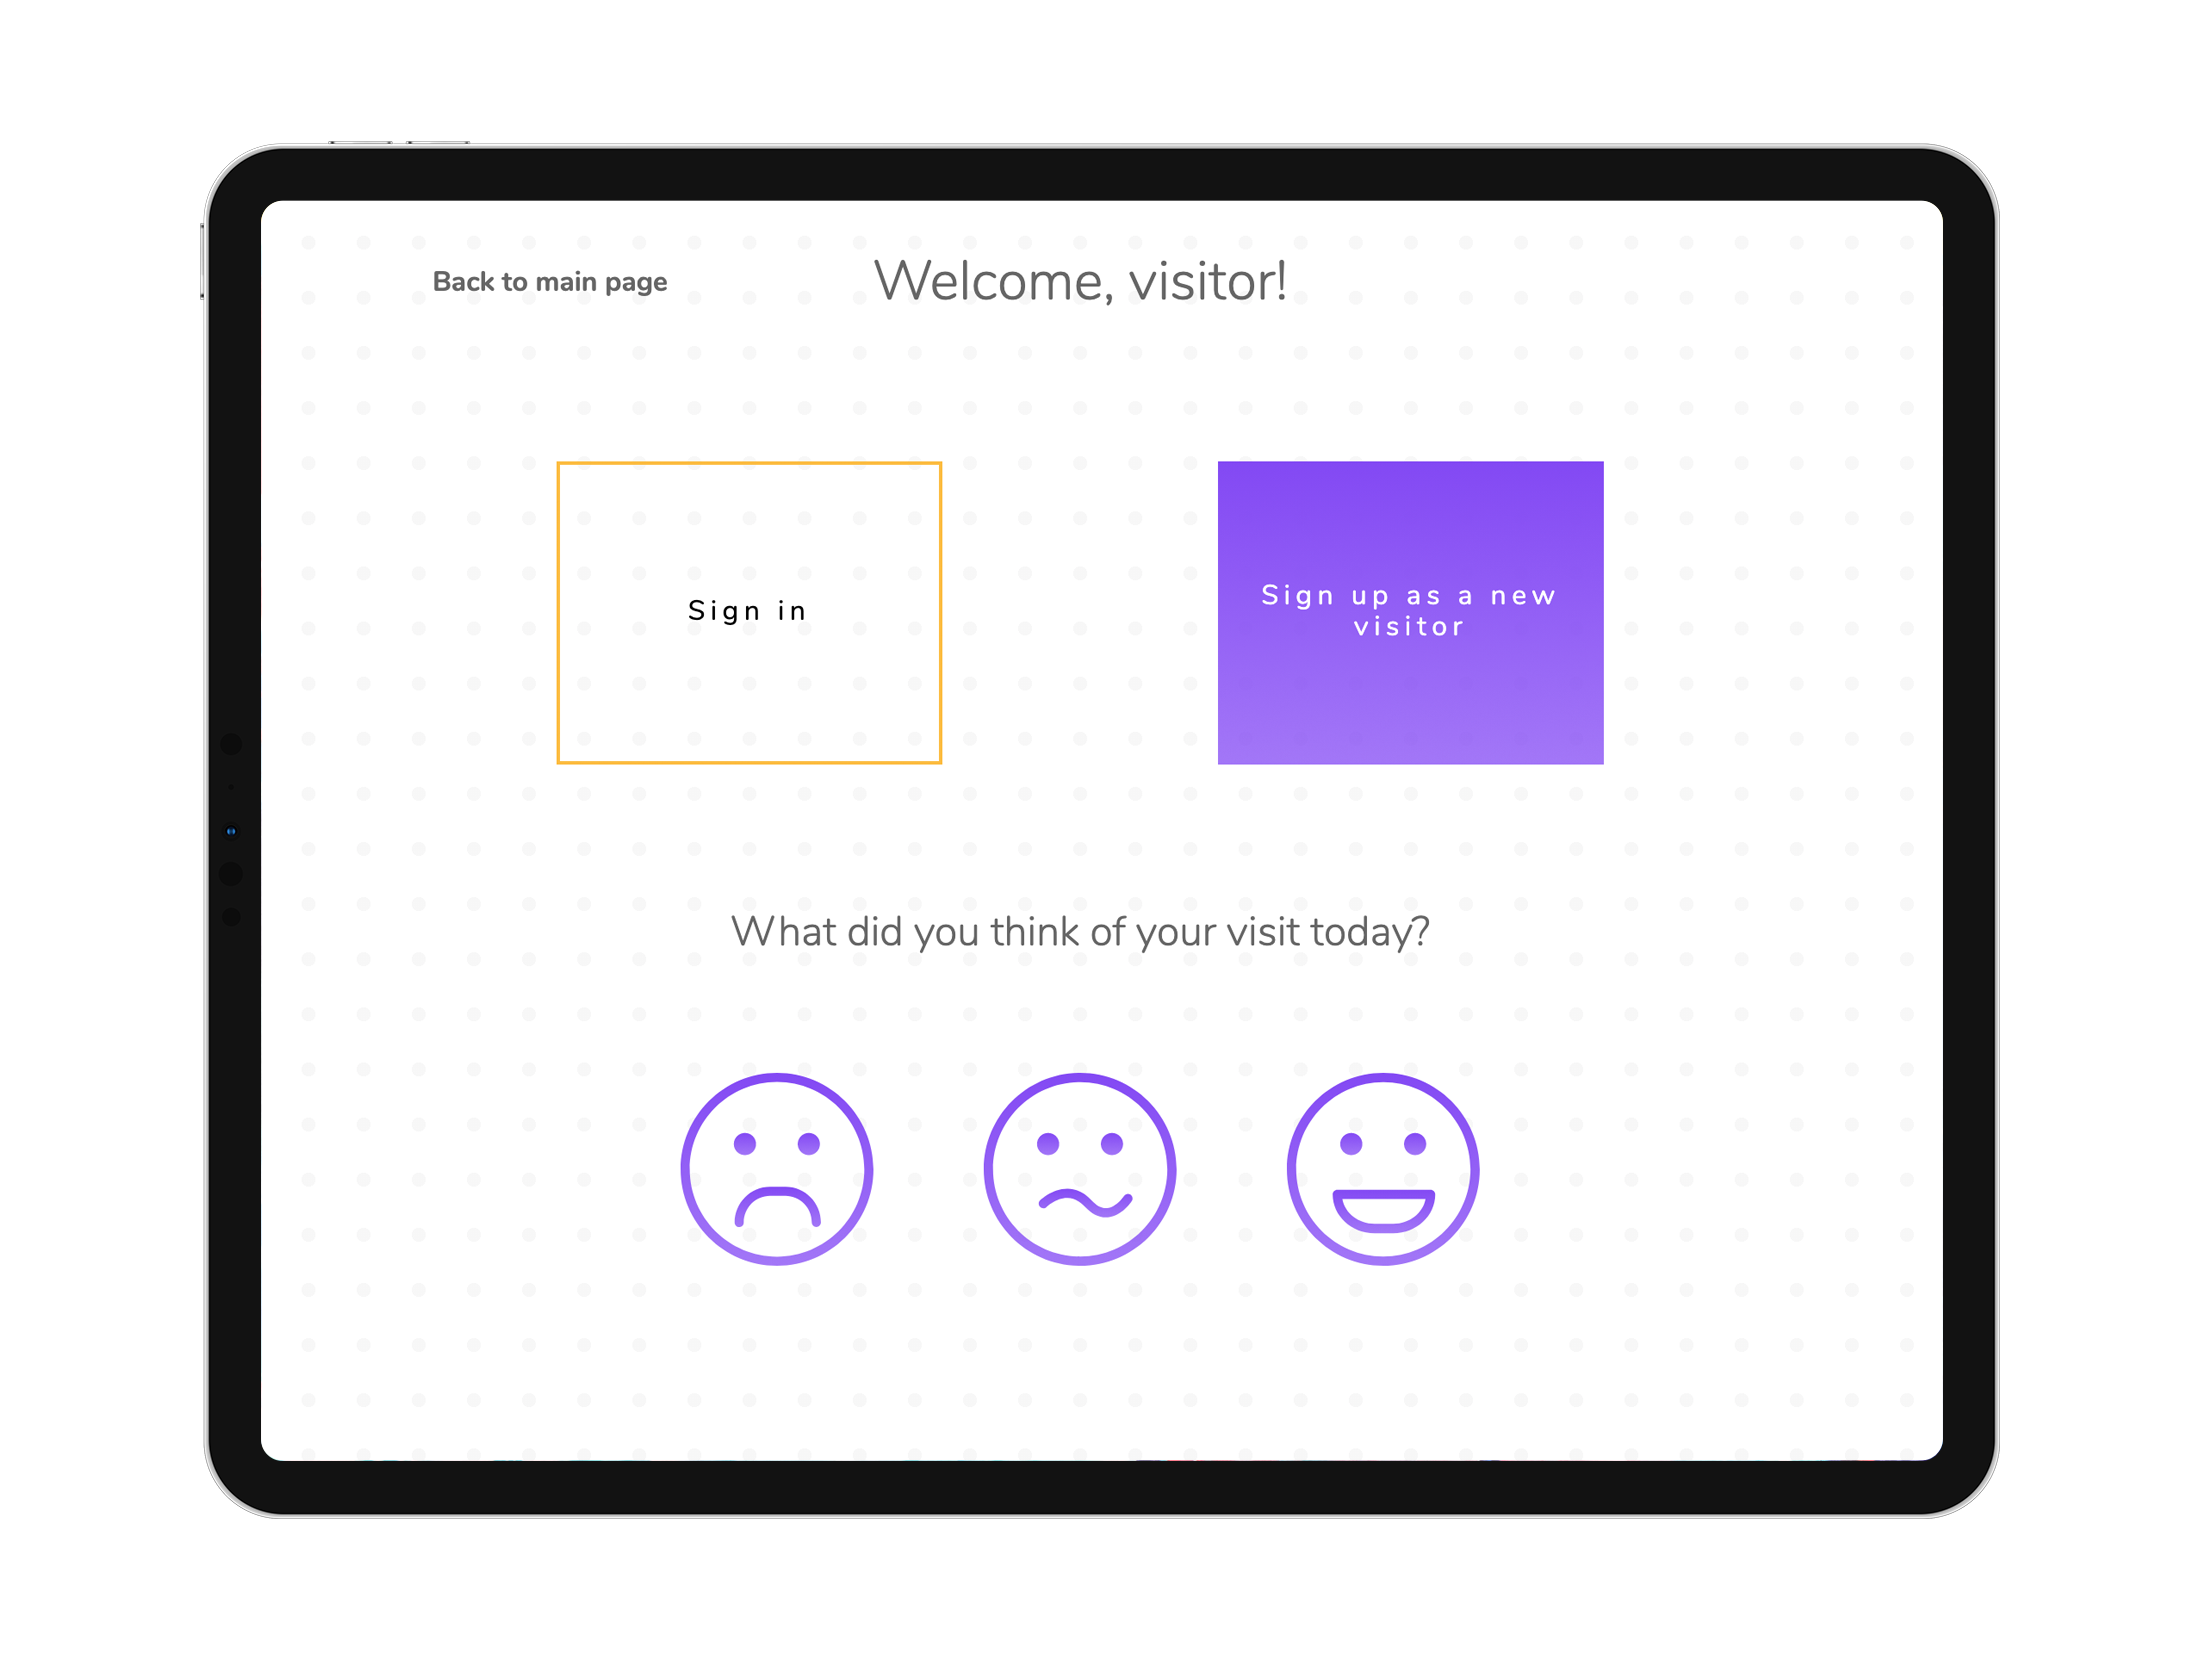 Back to main page
Welcome, visitor!
Sign in
Sign up as a new
visitor
What did you think of your visit today?